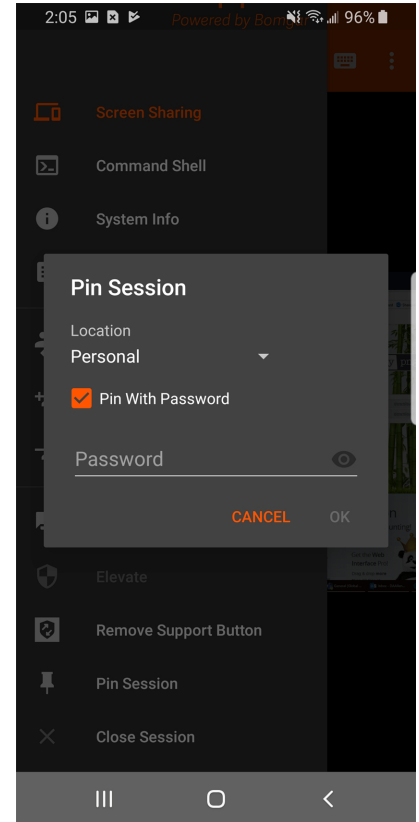 2:05
96%
Powered by Bomgar
Screen Sharing
Command Shell
System Info
Pin Session
Location
Personal
Pin With Password
Password
CANCEL
OK
Elevate
Remove Support Button
Pin Session
Close Session